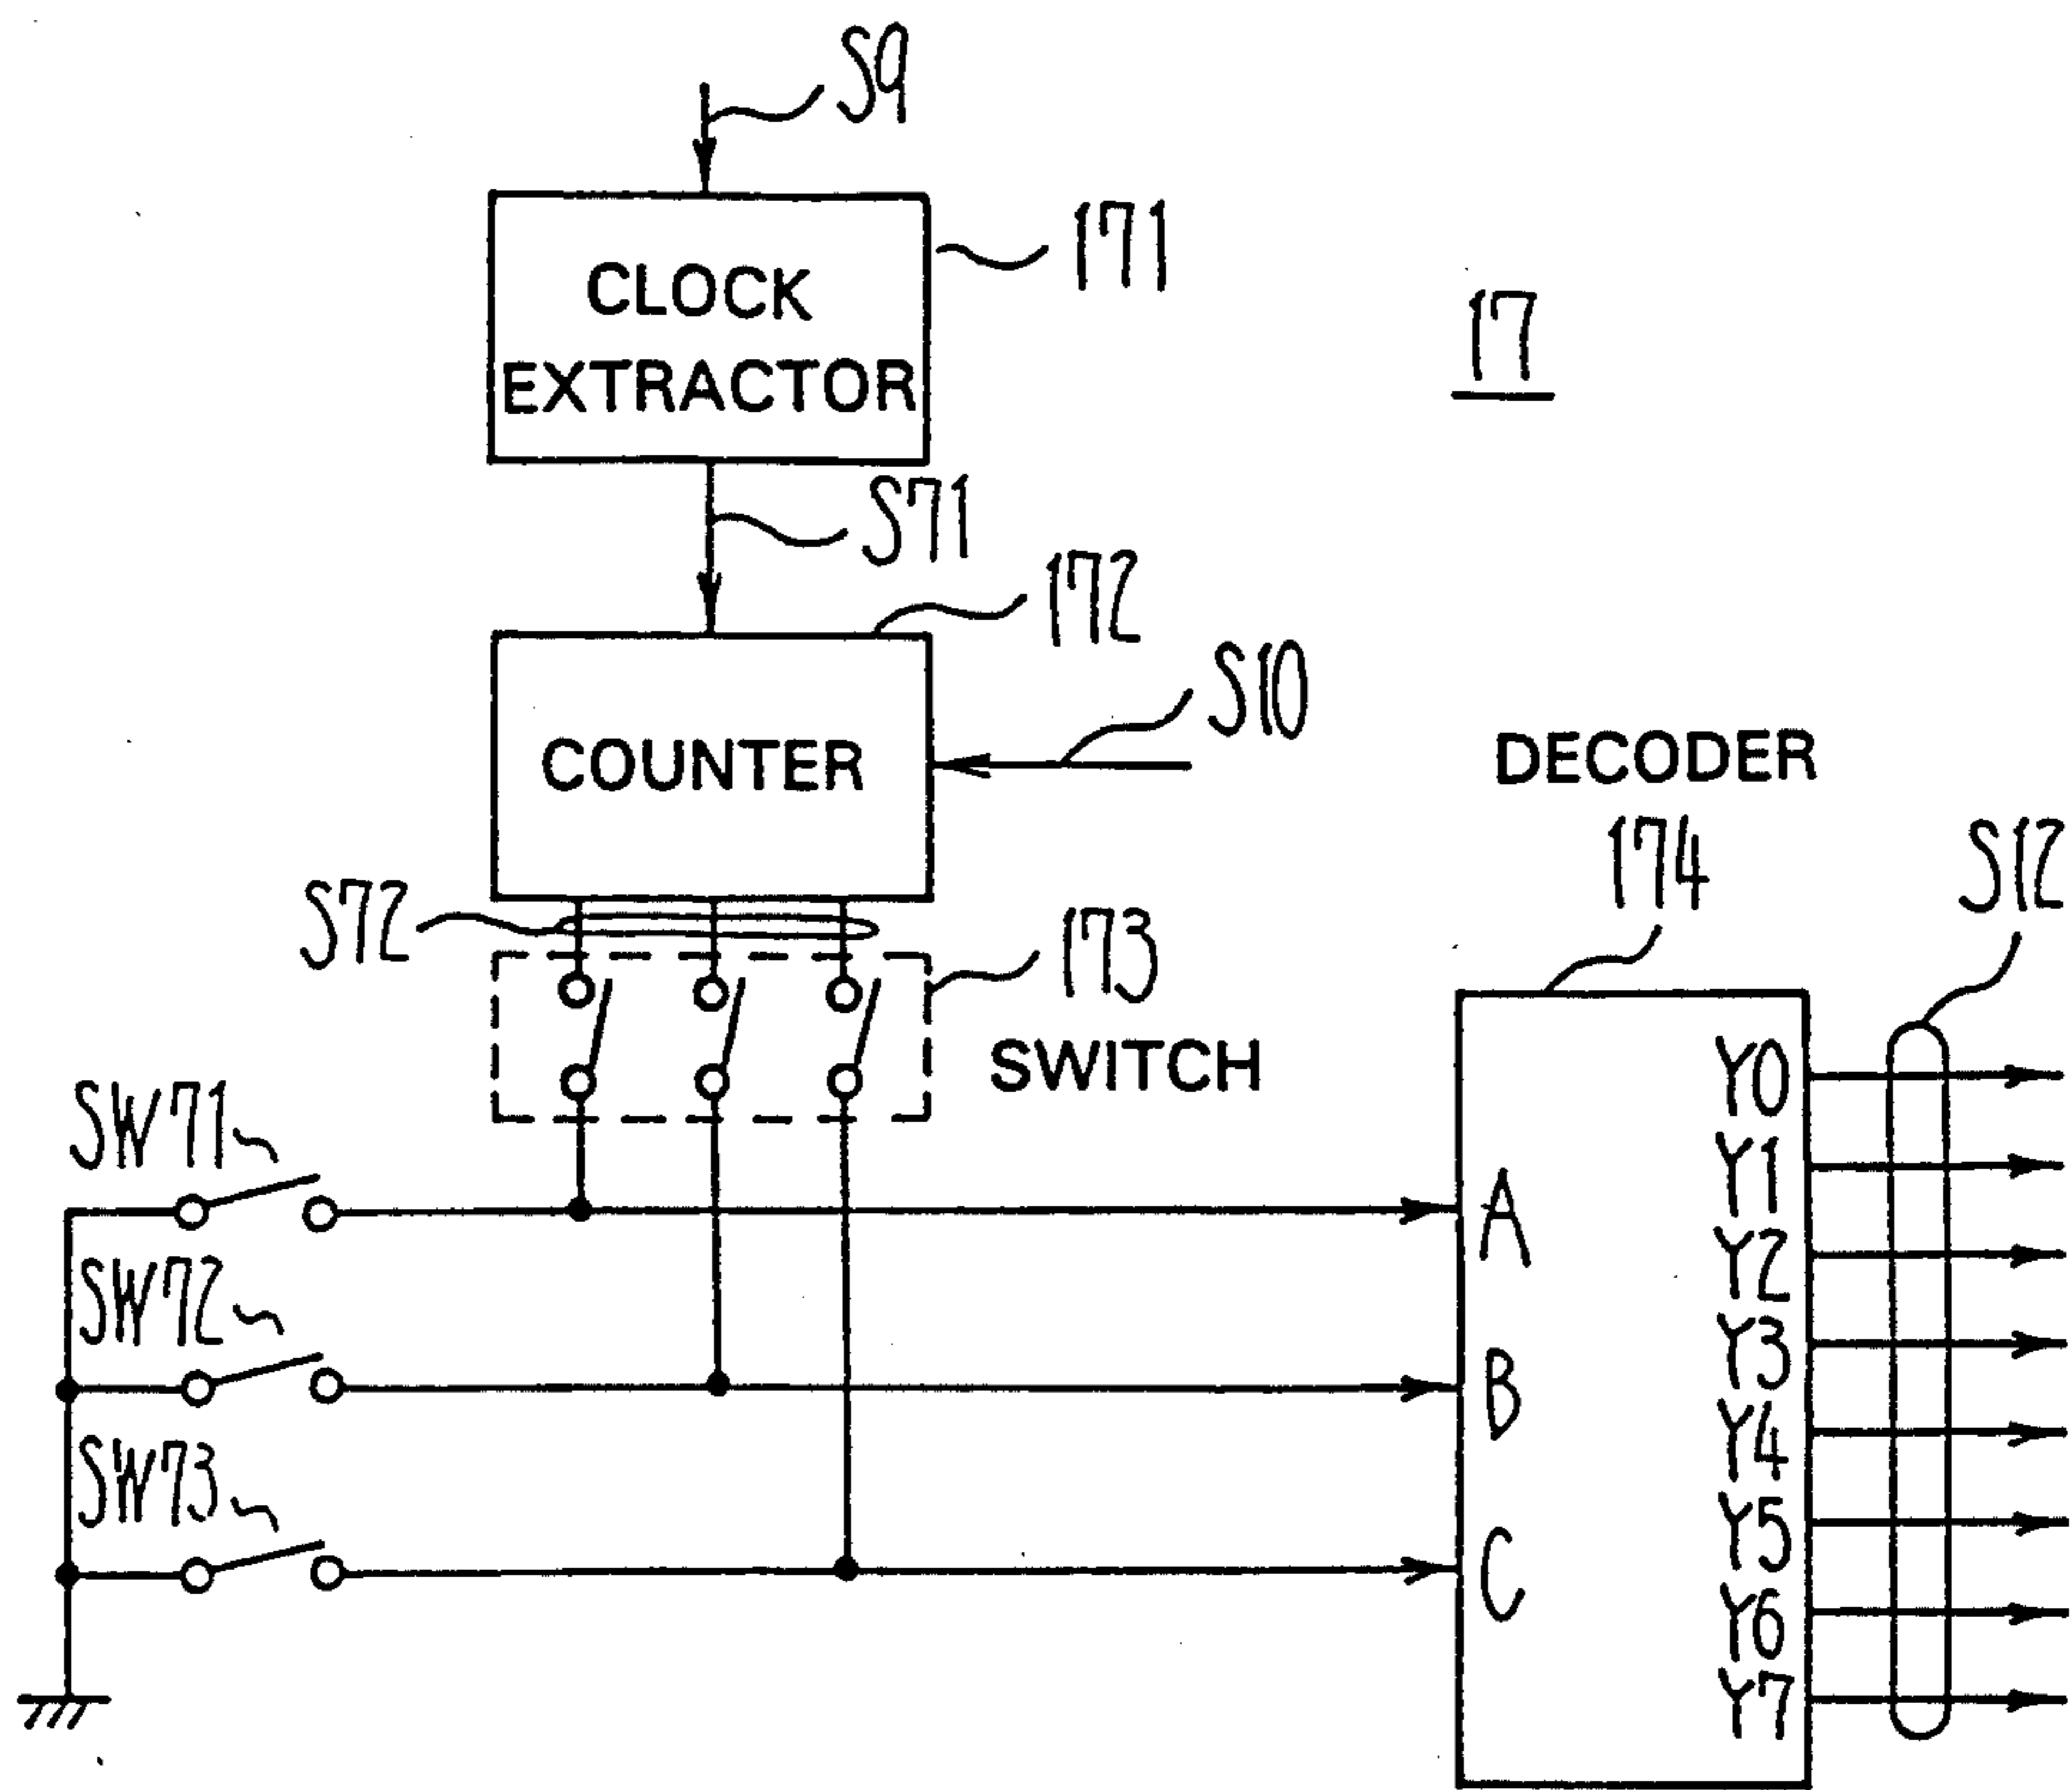 S9
CLOCK
EXTRACTOR
171
17
S71
172
COUNTER
S10
DECODER
174
S12
S72
173
SWITCH
SW71
SW72
SW73
A
B
C
Y0
Y1
Y2
Y3
Y4
Y5
Y6
Y7